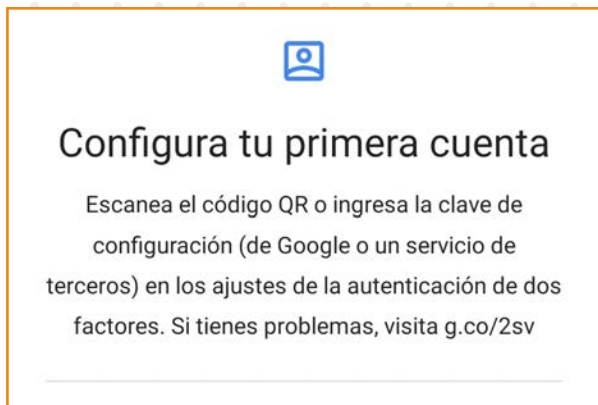 Configura tu primera cuenta
Escanea el código QR o ingresa la clave de
configuración (de Google o un servicio de
terceros) en los ajustes de la autenticación de dos
factores. Si tienes problemas, visita g.co/2sv